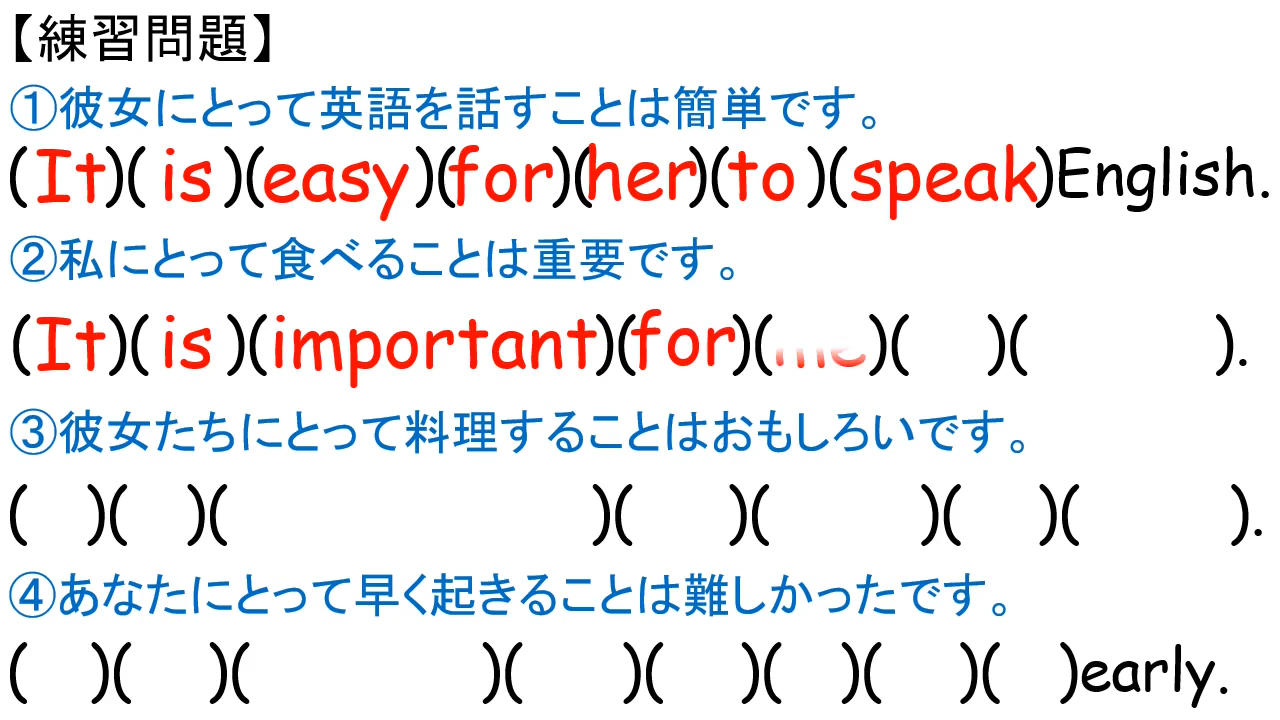 【練習問題】
①彼女にとって英語を話すことは簡単です。
(It)( is )(easy)(for)(her)(to )(speak)English.
②私にとって食べることは重要です。
(It)( is )(important)(for)(me)( )( ).
③彼女たちにとって料理することはおもしろいです。
( )( )( )( )( )( )( ).
④あなたにとって早く起きることは難しかったです。
( )( )( )( )( )( )( )( )early.